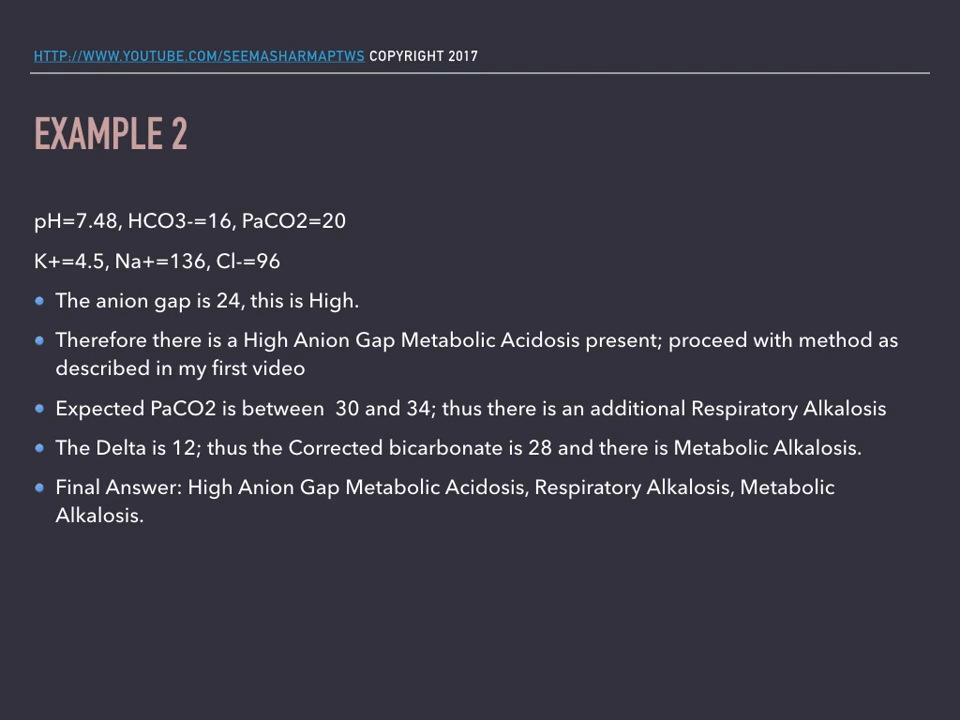 HTTP://WWW.YOUTUBE.COM/SEEMASHARMAPTWS COPYRIGHT 2017
EXAMPLE 2
pH=7.48, HCO3-=16, PaCO2=20
K+=4.5, Na+=136, Cl-=96
• The anion gap is 24, this is High.
• Therefore there is a High Anion Gap Metabolic Acidosis present; proceed with method as
described in my first video
• Expected PaCO2 is between 30 and 34; thus there is an additional Respiratory Alkalosis
• The Delta is 12; thus the Corrected bicarbonate is 28 and there is Metabolic Alkalosis.
• Final Answer: High Anion Gap Metabolic Acidosis, Respiratory Alkalosis, Metabolic
Alkalosis.